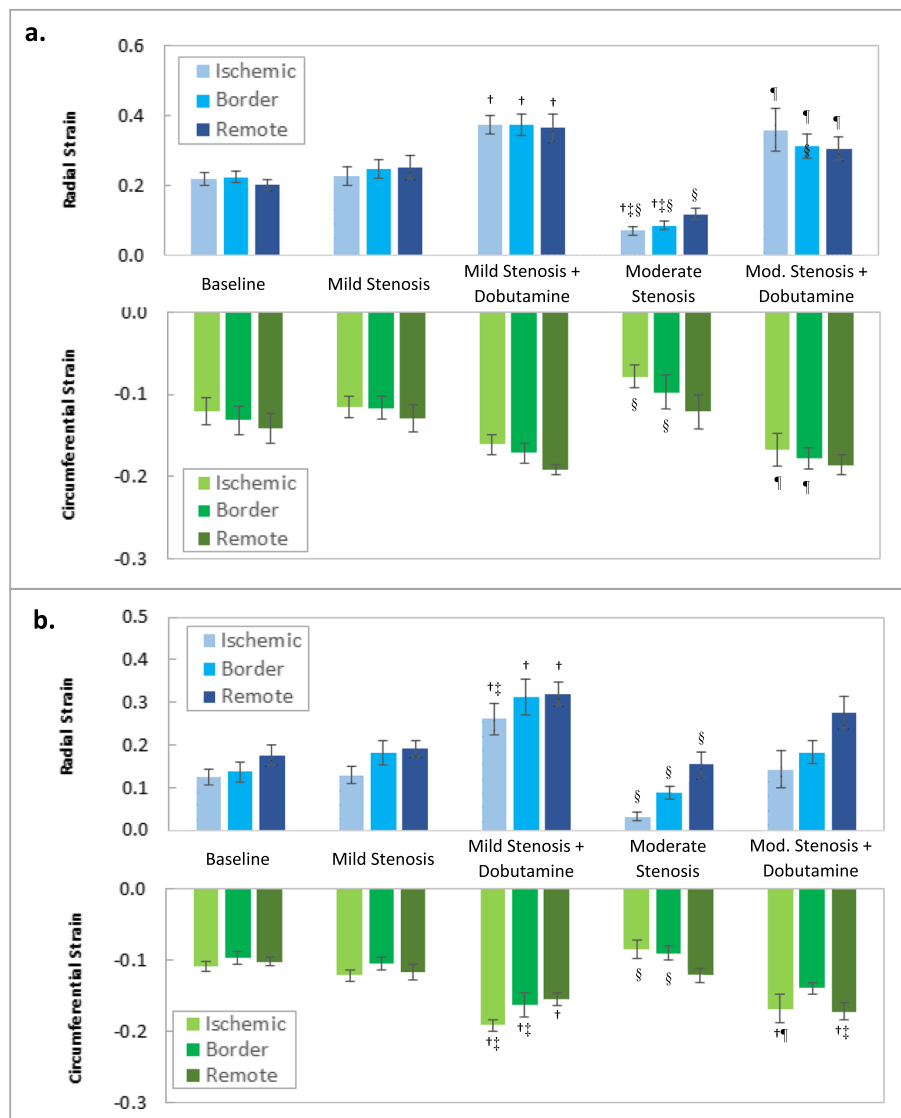 a.
0.6
0.4
0.2
0.0
Radial Strain
Ischemic
Border
Remote
† † †
†‡§ †‡§ §
¶ ¶ ¶
§
Baseline
Mild Stenosis
Mild Stenosis +
Dobutamine
Moderate
Stenosis
Mod. Stenosis +
Dobutamine
0.0
-0.1
-0.2
-0.3
Circumferential Strain
§ §
¶ ¶
Ischemic
Border
Remote
b.
0.5
0.4
0.3
0.2
0.1
0.0
Radial Strain
Ischemic
Border
Remote
†‡ † †
§ § §
Baseline
Mild Stenosis
Mild Stenosis +
Dobutamine
Moderate
Stenosis
Mod. Stenosis +
Dobutamine
0.0
-0.1
-0.2
-0.3
Circumferential Strain
†‡ †‡ †
§ §
†¶ †‡
Ischemic
Border
Remote